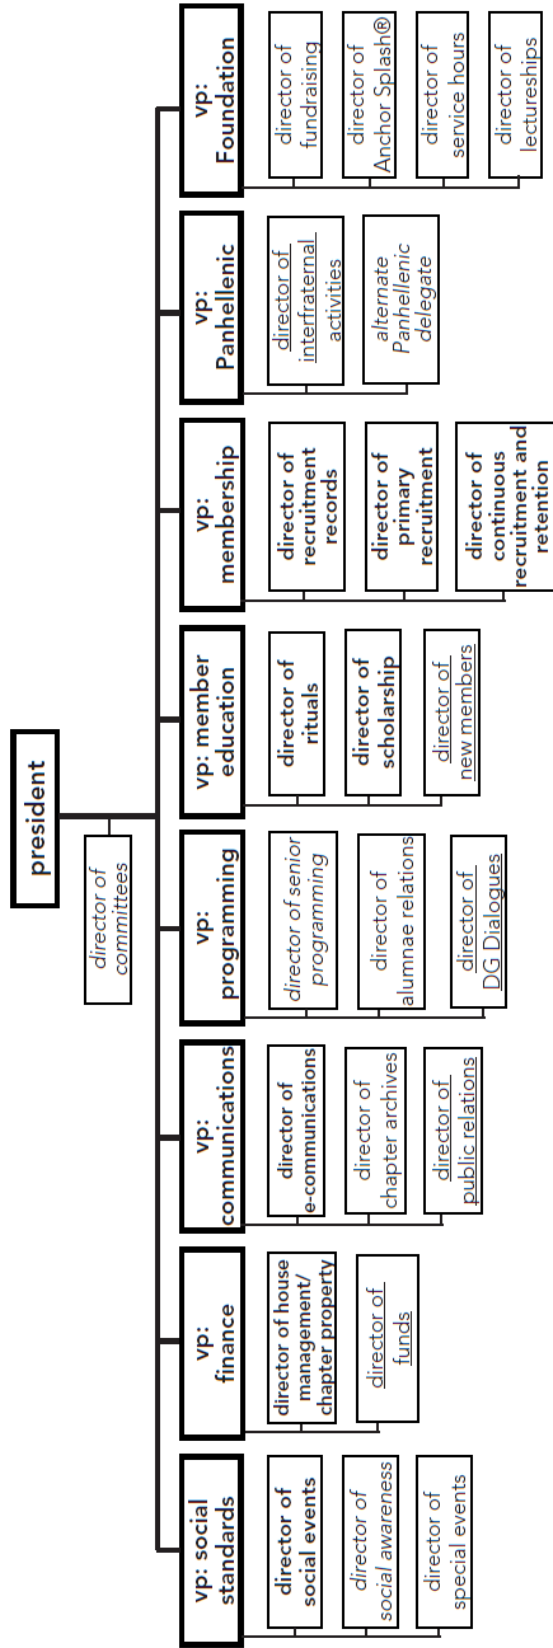 president
director of
committees
vp: social
standards
director of
social events
director of
social awareness
director of
special events
vp:
finance
director of house
management/
chapter property
director of
funds
vp:
communications
director of
e-communications
director of
chapter archives
director of
public relations
vp:
programming
director of senior
programming
director of
alumnae relations
director of
DG Dialogues
vp: member
education
director of
rituals
director of
scholarship
director of
new members
vp:
membership
director of
recruitment
records
director of
primary
recruitment
director of
continuous
recruitment and
retention
vp:
Panhellenic
director of
interfraternal
activities
alternate
Panhellenic
delegate
vp:
Foundation
director of
fundraising
director of
Anchor Splash®
director of
service hours
director of
lectureships